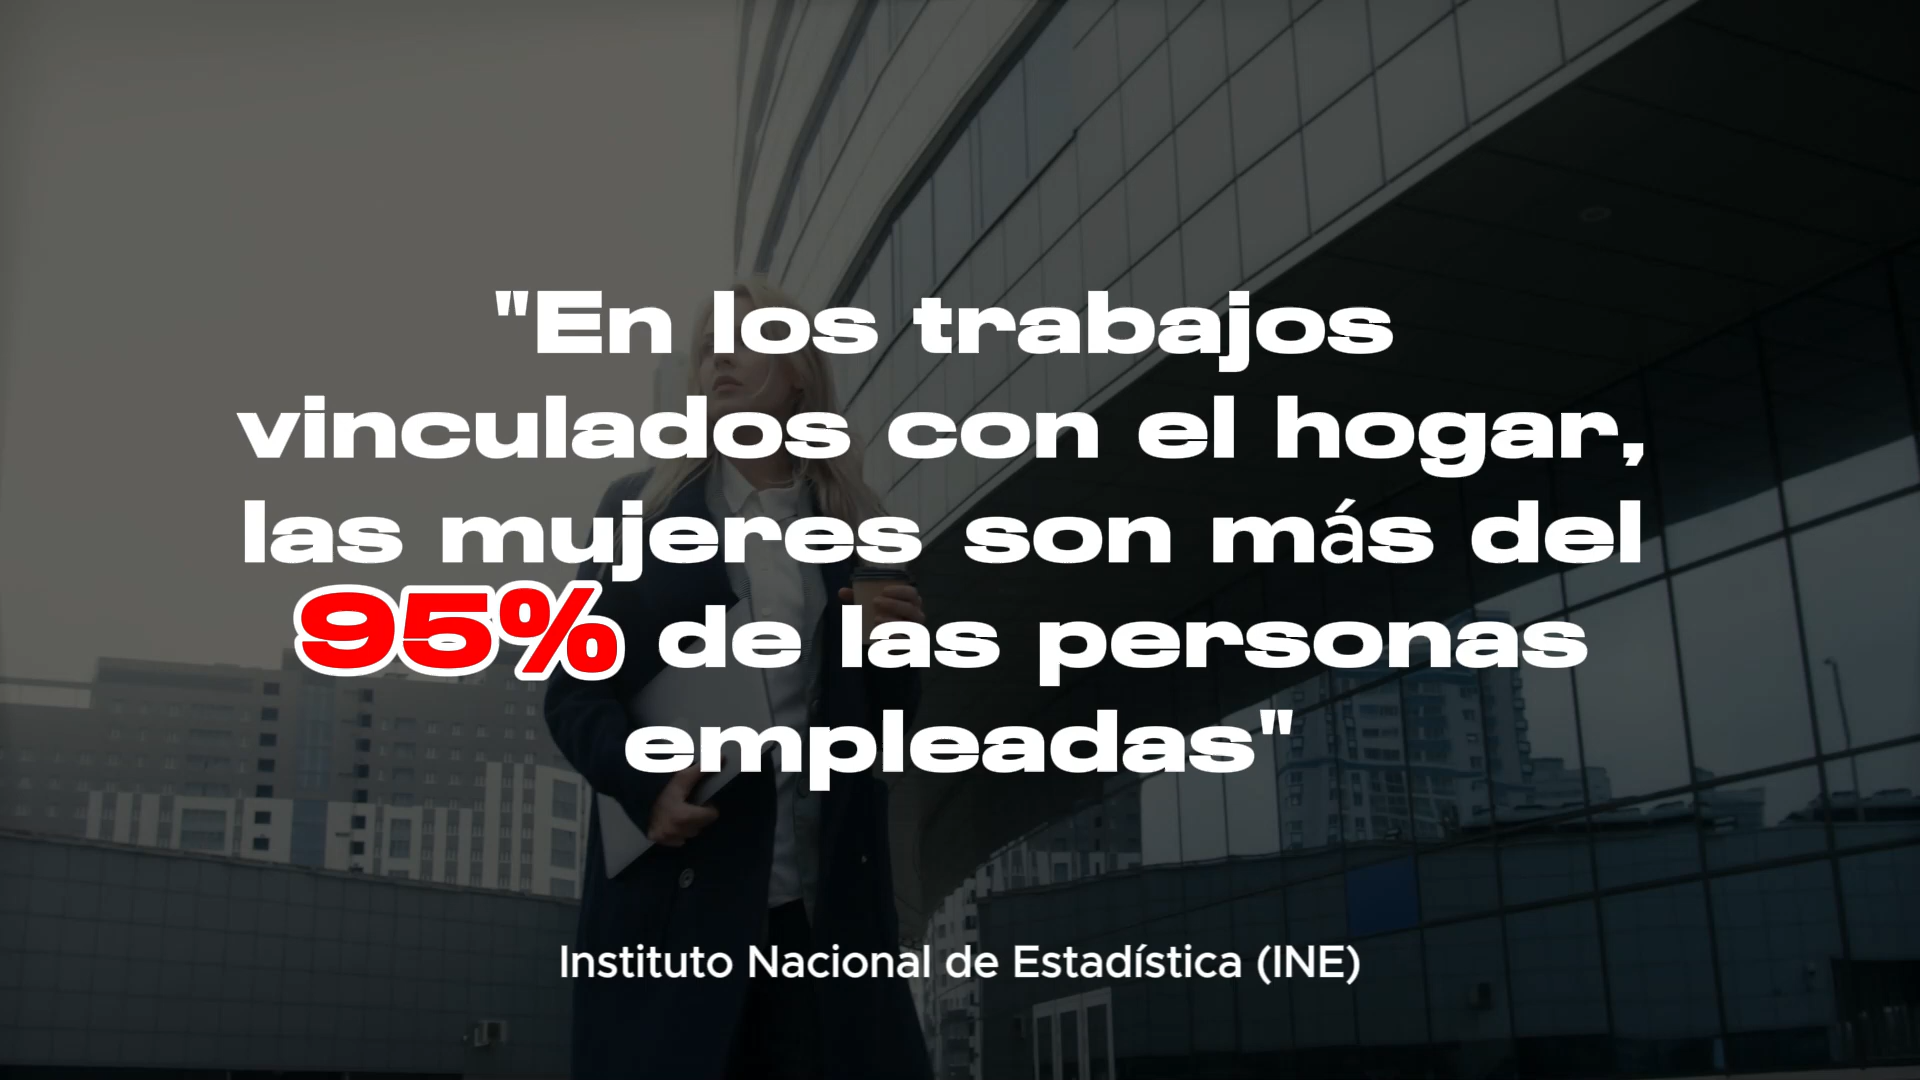 "En los trabajos
vinculados con el hogar,
las mujeres son más del
95% de las personas
empleadas"
Instituto Nacional de Estadística (INE)